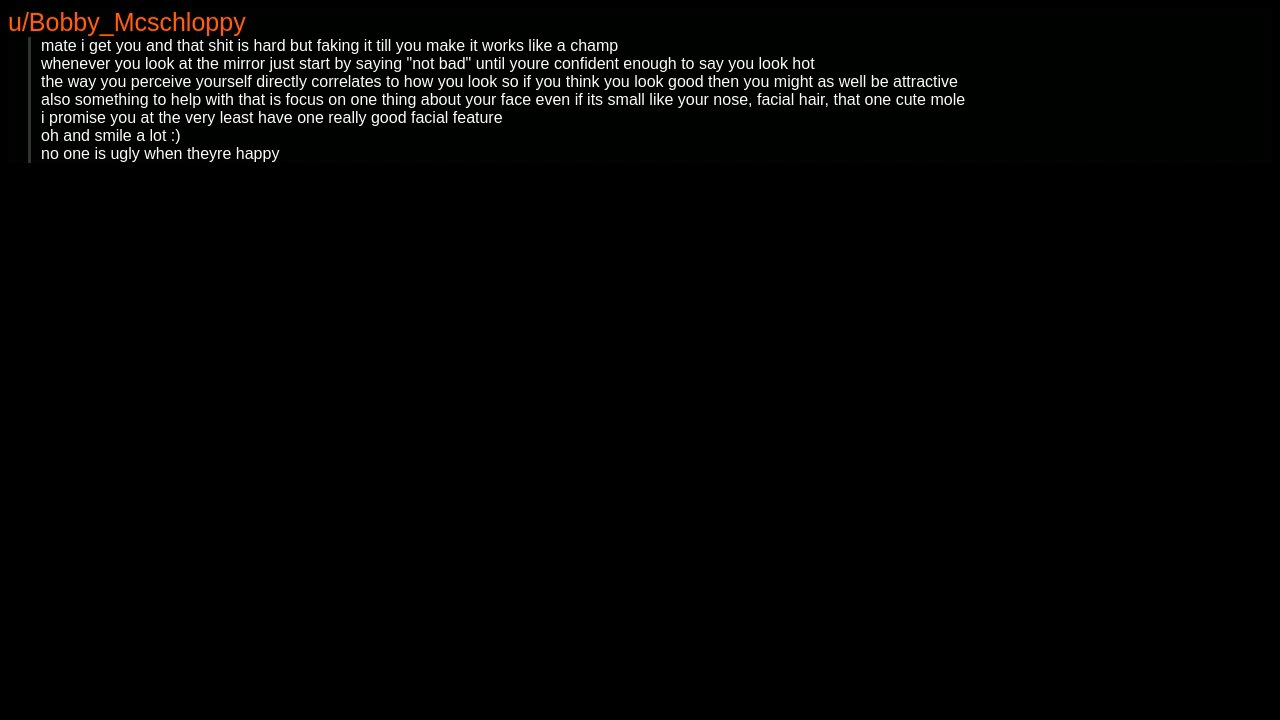 u/Bobby_Mcschloppy
mate i get you and that shit is hard but faking it till you make it works like a champ
whenever you look at the mirror just start by saying "not bad" until youre confident enough to say you look hot
the way you perceive yourself directly correlates to how you look so if you think you look good then you might as well be attractive
also something to help with that is focus on one thing about your face even if its small like your nose, facial hair, that one cute mole
i promise you at the very least have one really good facial feature
oh and smile a lot :)
no one is ugly when theyre happy